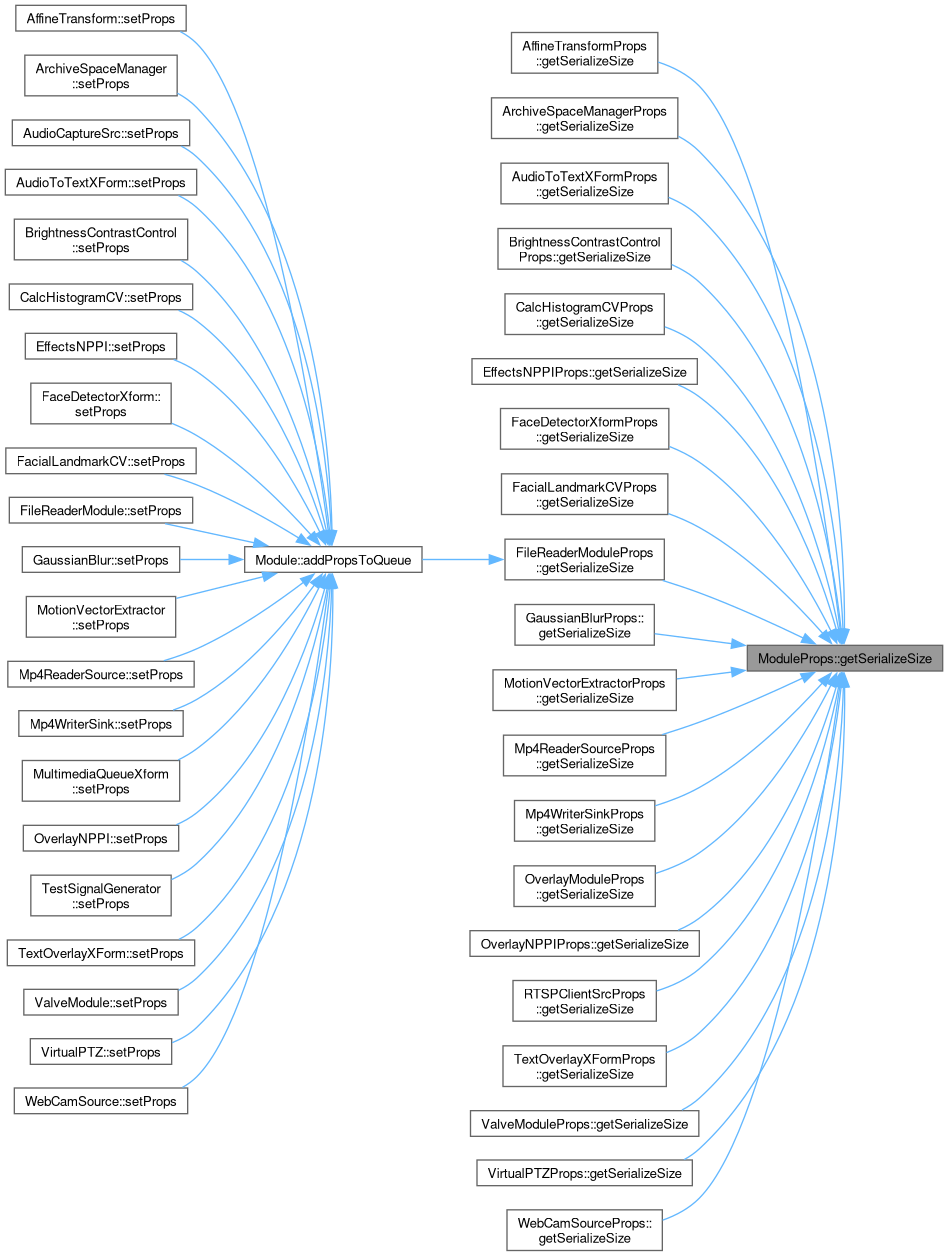 AffineTransform::setProps
ArchiveSpaceManager
::setProps
AudioCaptureSrc::setProps
AudioToTextXForm::setProps
BrightnessContrastControl
::setProps
CalcHistogramCV::setProps
EffectsNPPI::setProps
FaceDetectorXform::
setProps
FacialLandmarkCV::setProps
FileReaderModule::setProps
GaussianBlur::setProps
MotionVectorExtractor
::setProps
Mp4ReaderSource::setProps
Mp4WriterSink::setProps
MultimediaQueueXform
::setProps
OverlayNPPI::setProps
TestSignalGenerator
::setProps
TextOverlayXForm::setProps
ValveModule::setProps
VirtualPTZ::setProps
WebCamSource::setProps
Module::addPropsToQueue
AffineTransformProps
::getSerializeSize
ArchiveSpaceManagerProps
::getSerializeSize
AudioToTextXFormProps
::getSerializeSize
BrightnessContrastControl
Props::getSerializeSize
CalcHistogramCVProps
::getSerializeSize
EffectsNPPIProps::getSerializeSize
FaceDetectorXformProps
::getSerializeSize
FacialLandmarkCVProps
::getSerializeSize
FileReaderModuleProps
::getSerializeSize
GaussianBlurProps::
getSerializeSize
MotionVectorExtractorProps
::getSerializeSize
Mp4ReaderSourceProps
::getSerializeSize
Mp4WriterSinkProps
::getSerializeSize
OverlayModuleProps
::getSerializeSize
OverlayNPPIProps::getSerializeSize
RTSPClientSrcProps
::getSerializeSize
TextOverlayXFormProps
::getSerializeSize
ValveModuleProps::getSerializeSize
VirtualPTZProps::getSerializeSize
WebCamSourceProps::
getSerializeSize
ModuleProps::getSerializeSize